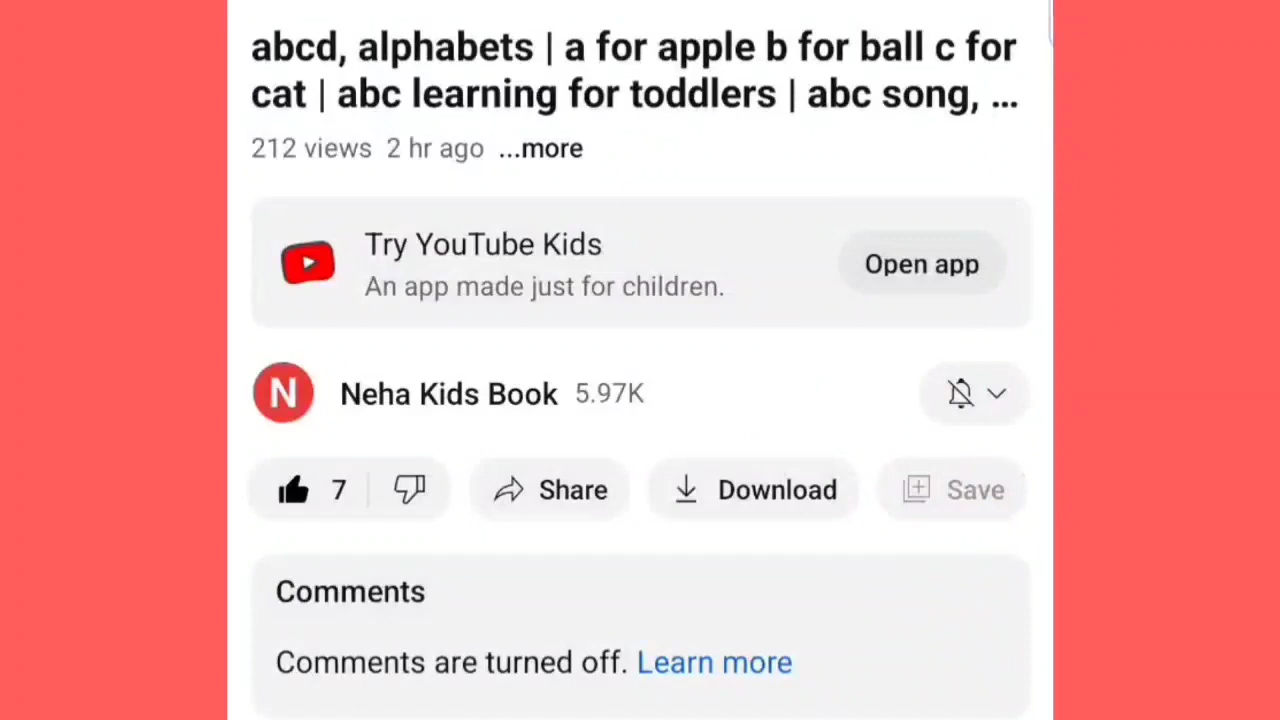 abcd, alphabets | a for apple b for ball c for
cat | abc learning for toddlers | abc song, ...
212 views 2 hr ago ...more
Try YouTube Kids
An app made just for children.
Open app
N Neha Kids Book 5.97K
7 Share Download Save
Comments
Comments are turned off. Learn more